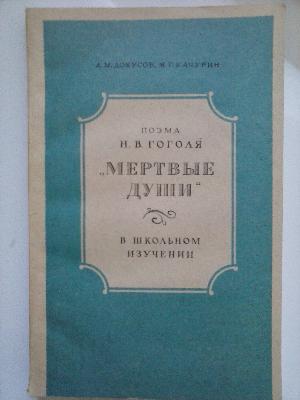 А. М. ДОКУСОВ, М. Г. КАЧУРИН
ПОЭМА
Н. В. ГОГОЛЯ
„МЕРТВЫЕ
ДУШИ“
В ШКОЛЬНОМ
ИЗУЧЕНИИ